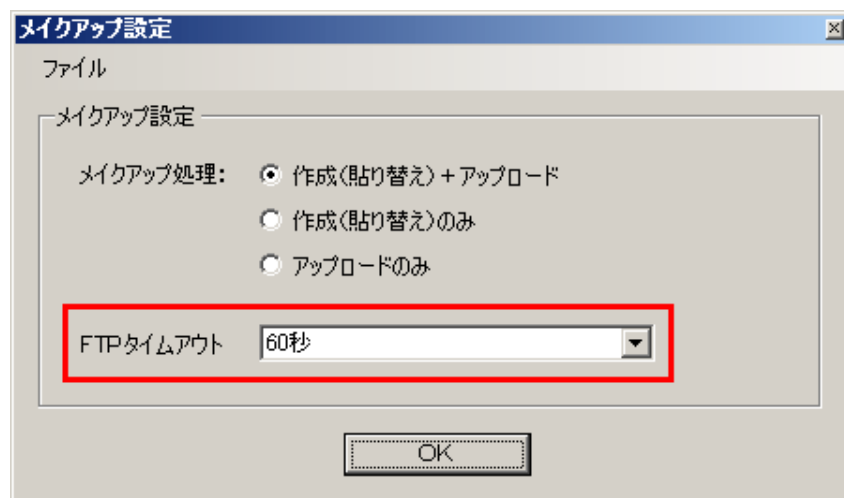 メイクアップ設定
ファイル
メイクアップ設定
メイクアップ処理:
作成(貼り替え)+アップロード
作成(貼り替え)のみ
アップロードのみ
FTPタイムアウト
60秒
OK